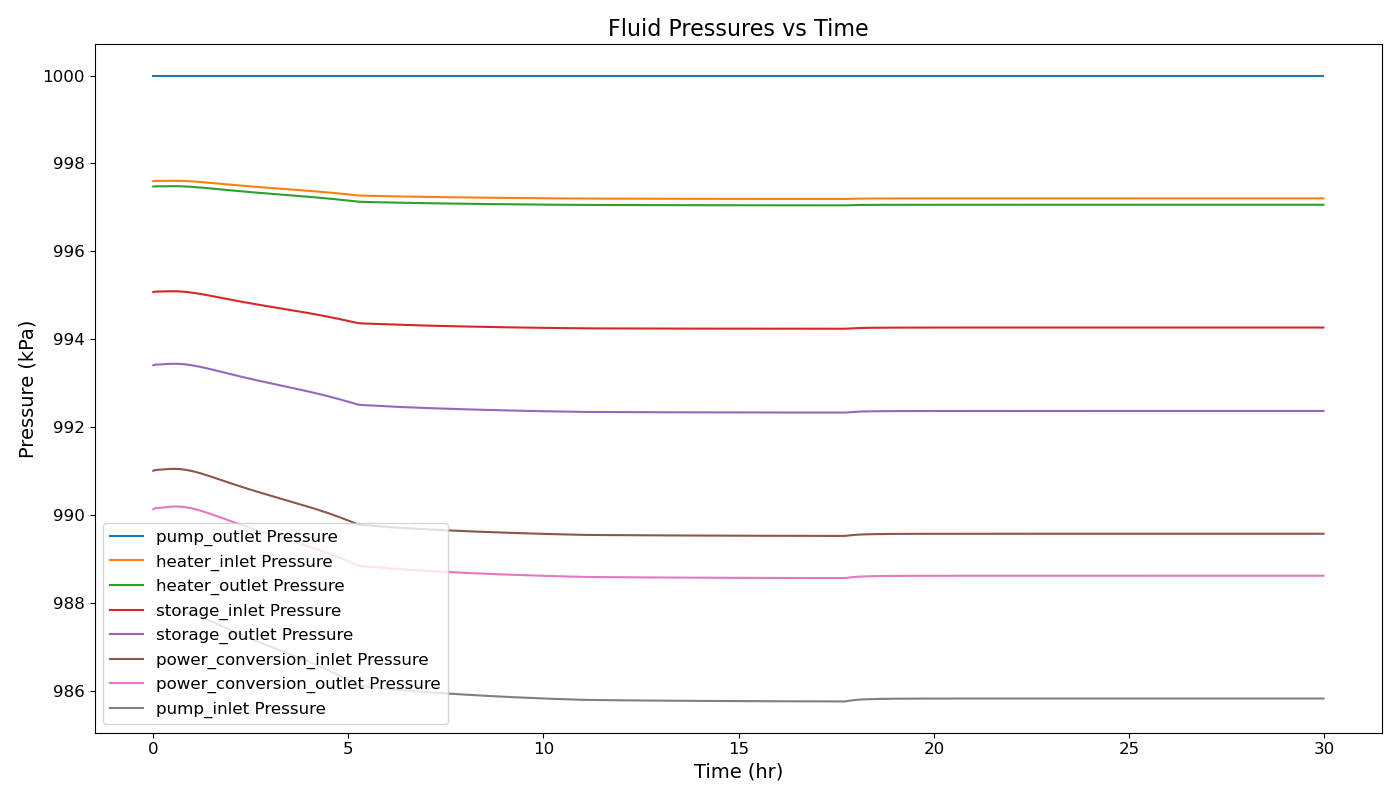 Fluid Pressures vs Time
1000
998
996
994
992
990
988
986
Pressure (kPa)
pump_outlet Pressure
heater_inlet Pressure
heater_outlet Pressure
storage_inlet Pressure
storage_outlet Pressure
power_conversion_inlet Pressure
power_conversion_outlet Pressure
pump_inlet Pressure
0 5 10 15 20 25 30
Time (hr)